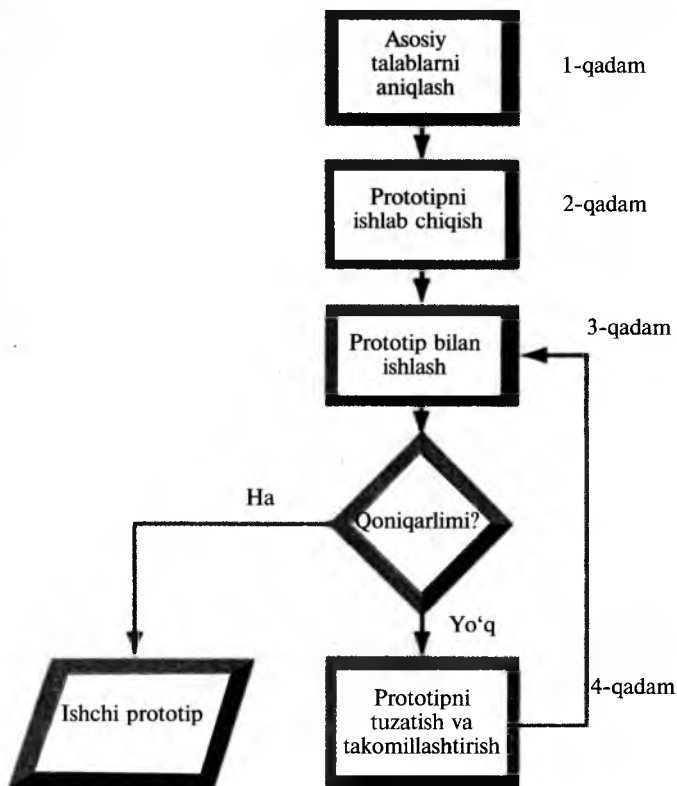 Asosiy
talablarni
aniqlash
1-qadam
Prototipni
ishlab chiqish
2-qadam
3-qadam
Prototip bilan
ishlash
Ha
Qoniqarlimi?
Yo‘q
Ishchi prototip
Prototipni
tuzatish va
takomillashtirish
4-qadam